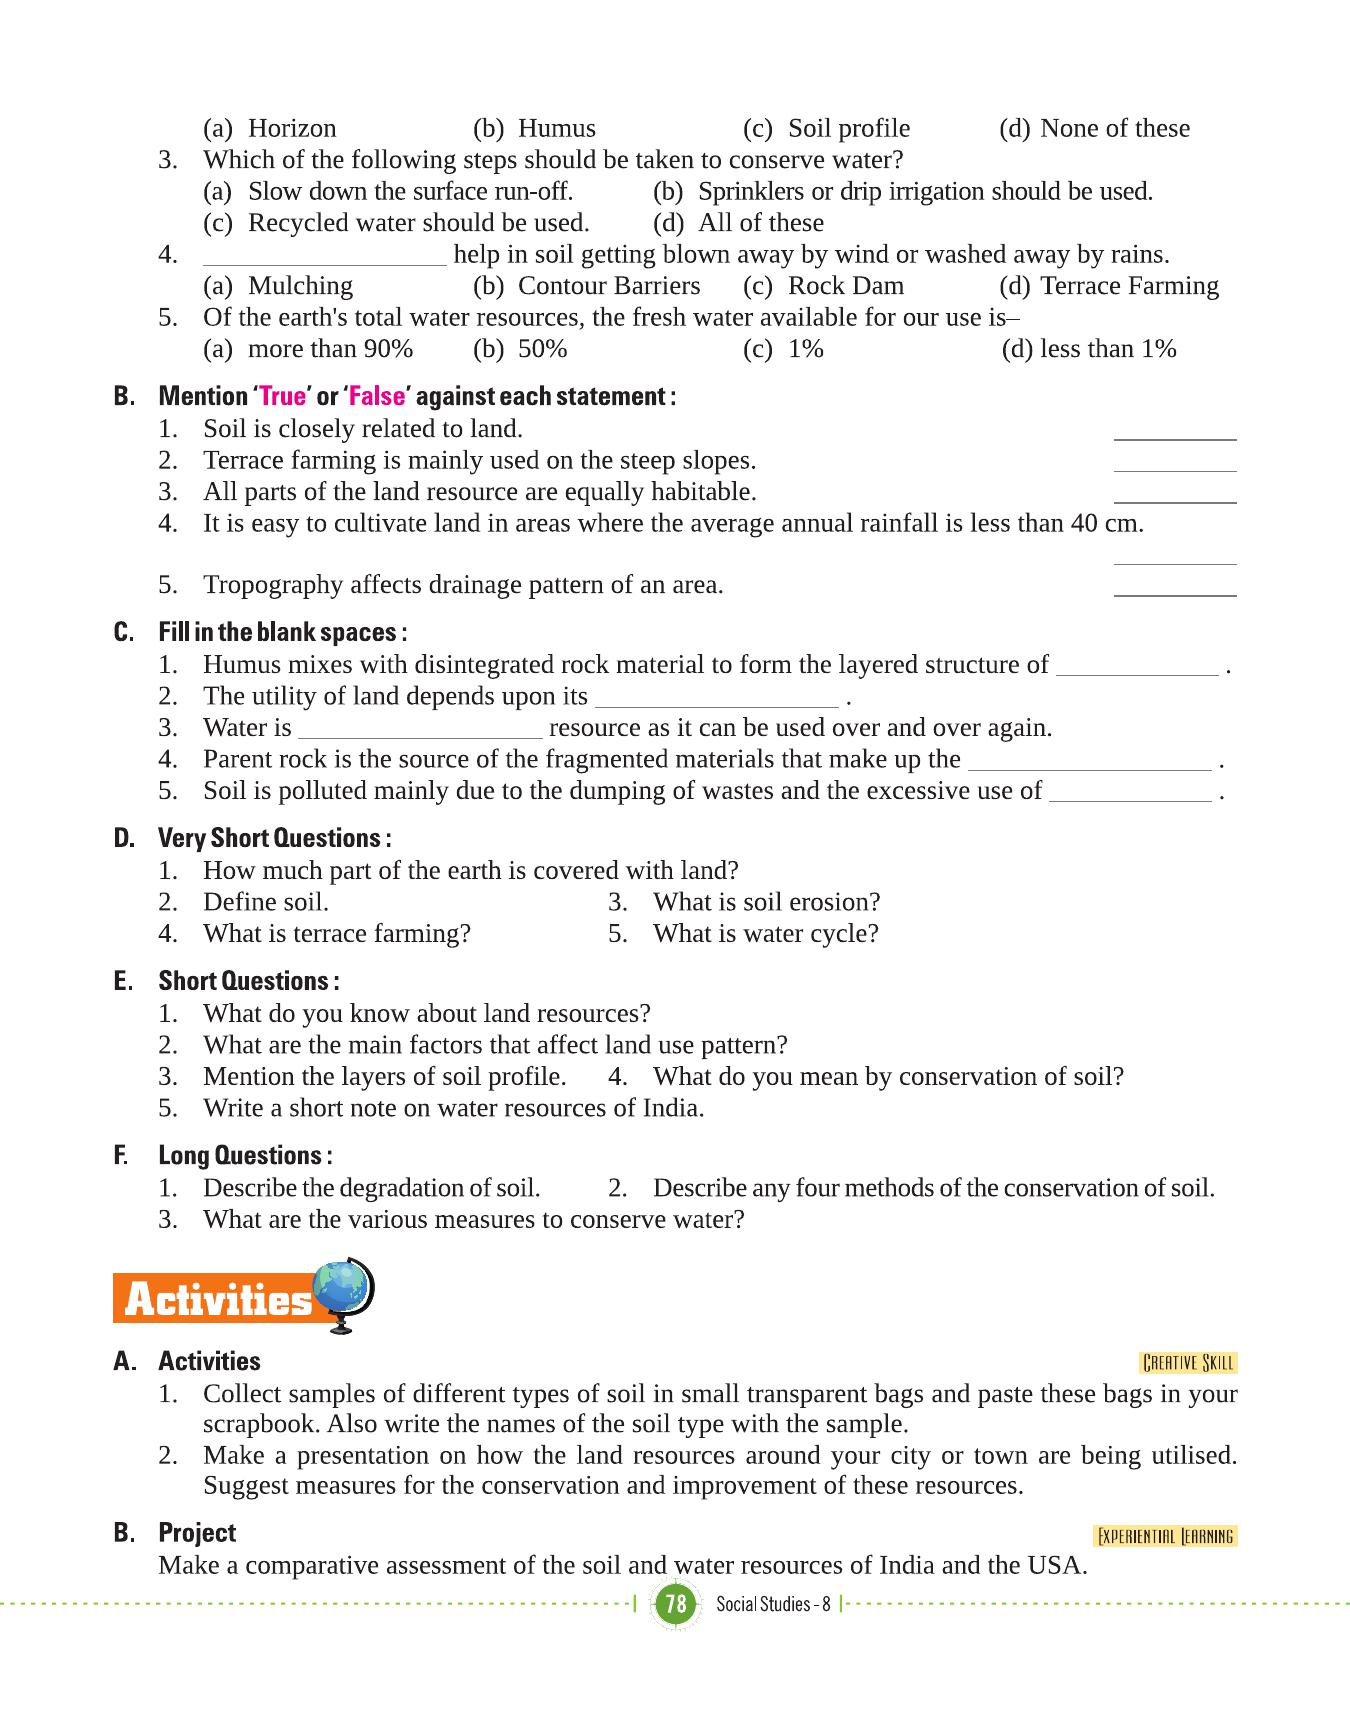 (a) Horizon (b) Humus (c) Soil profile (d) None of these
3. Which of the following steps should be taken to conserve water?
(a) Slow down the surface run-off. (b) Sprinklers or drip irrigation should be used.
(c) Recycled water should be used. (d) All of these
4. __________________ help in soil getting blown away by wind or washed away by rains.
(a) Mulching (b) Contour Barriers (c) Rock Dam (d) Terrace Farming
5. Of the earth's total water resources, the fresh water available for our use is–
(a) more than 90% (b) 50% (c) 1% (d) less than 1%
B. Mention ‘True’ or ‘False’ against each statement :
1. Soil is closely related to land. _________
2. Terrace farming is mainly used on the steep slopes. _________
3. All parts of the land resource are equally habitable. _________
4. It is easy to cultivate land in areas where the average annual rainfall is less than 40 cm.
_________
5. Tropography affects drainage pattern of an area. _________
C. Fill in the blank spaces :
1. Humus mixes with disintegrated rock material to form the layered structure of ____________ .
2. The utility of land depends upon its __________________ .
3. Water is __________________ resource as it can be used over and over again.
4. Parent rock is the source of the fragmented materials that make up the __________________ .
5. Soil is polluted mainly due to the dumping of wastes and the excessive use of ____________ .
D. Very Short Questions :
1. How much part of the earth is covered with land?
2. Define soil. 3. What is soil erosion?
4. What is terrace farming? 5. What is water cycle?
E. Short Questions :
1. What do you know about land resources?
2. What are the main factors that affect land use pattern?
3. Mention the layers of soil profile. 4. What do you mean by conservation of soil?
5. Write a short note on water resources of India.
F. Long Questions :
1. Describe the degradation of soil. 2. Describe any four methods of the conservation of soil.
3. What are the various measures to conserve water?
Activities
A. Activities CREATIVE SKILL
1. Collect samples of different types of soil in small transparent bags and paste these bags in your
scrapbook. Also write the names of the soil type with the sample.
2. Make a presentation on how the land resources around your city or town are being utilised.
Suggest measures for the conservation and improvement of these resources.
B. Project EXPERIENTIAL LEARNING
Make a comparative assessment of the soil and water resources of India and the USA.
78 Social Studies - 8